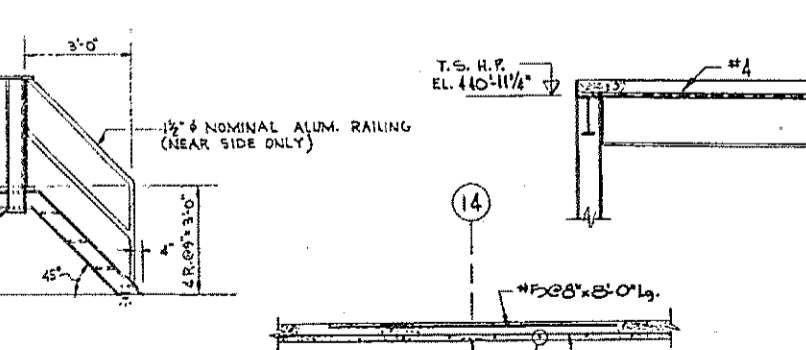 3'-0"
1½" ϕ NOMINAL ALUM. RAILING
(NEAR SIDE ONLY)
4 R.@9"=3'-0"
4"
45°
T.S. H.P.
EL. 440'-11¼"
#4
14
#5@8"x8'-0"Lg.